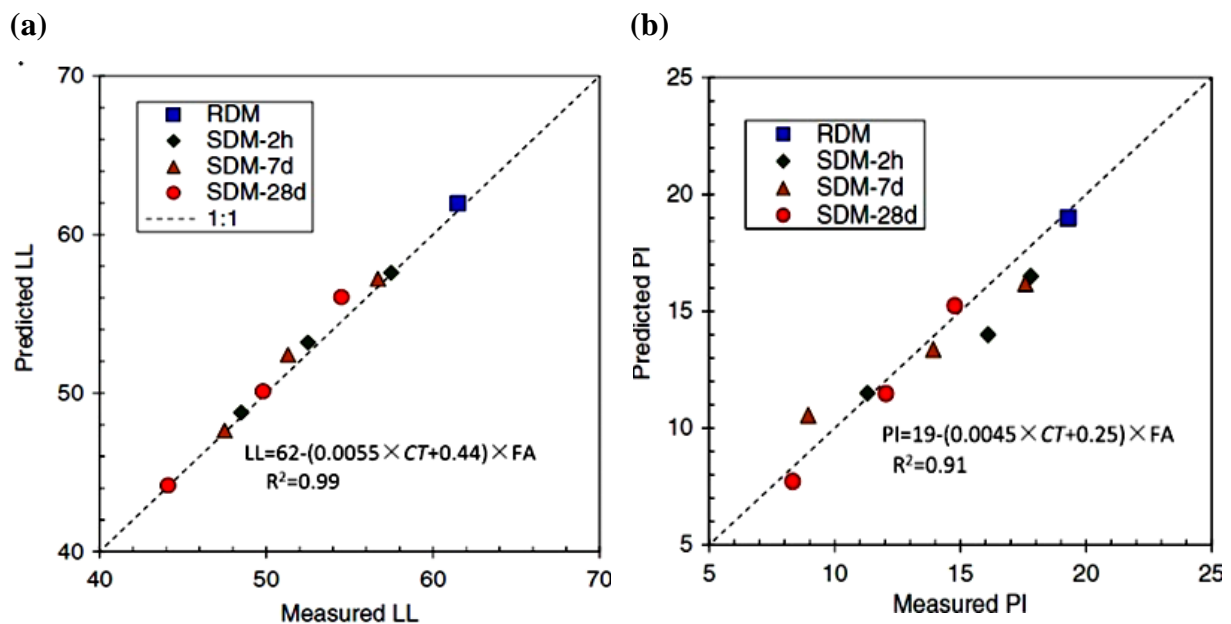 (a)
(b)
70
60
50
40
40
50
60
70
Predicted LL
Measured LL
RDM
SDM-2h
SDM-7d
SDM-28d
1:1
LL=62-(0.0055×CT+0.44)×FA
R²=0.99
25
20
15
10
5
5
10
15
20
25
Predicted PI
Measured PI
RDM
SDM-2h
SDM-7d
SDM-28d
PI=19-(0.0045×CT+0.25)×FA
R²=0.91